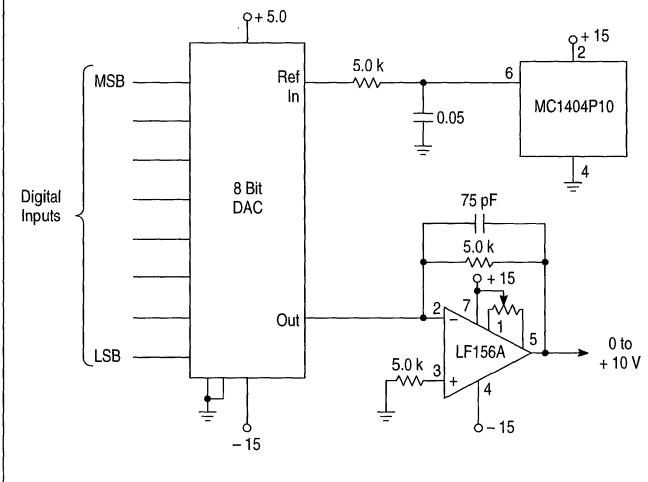 + 5.0
MSB
Digital
Inputs
LSB
Ref
In
8 Bit
DAC
Out
- 15
5.0 k
0.05
6
+ 15
2
MC1404P10
4
75 pF
5.0 k
+ 15
2
7
1
5
LF156A
5.0 k
3
4
- 15
0 to
+ 10 V